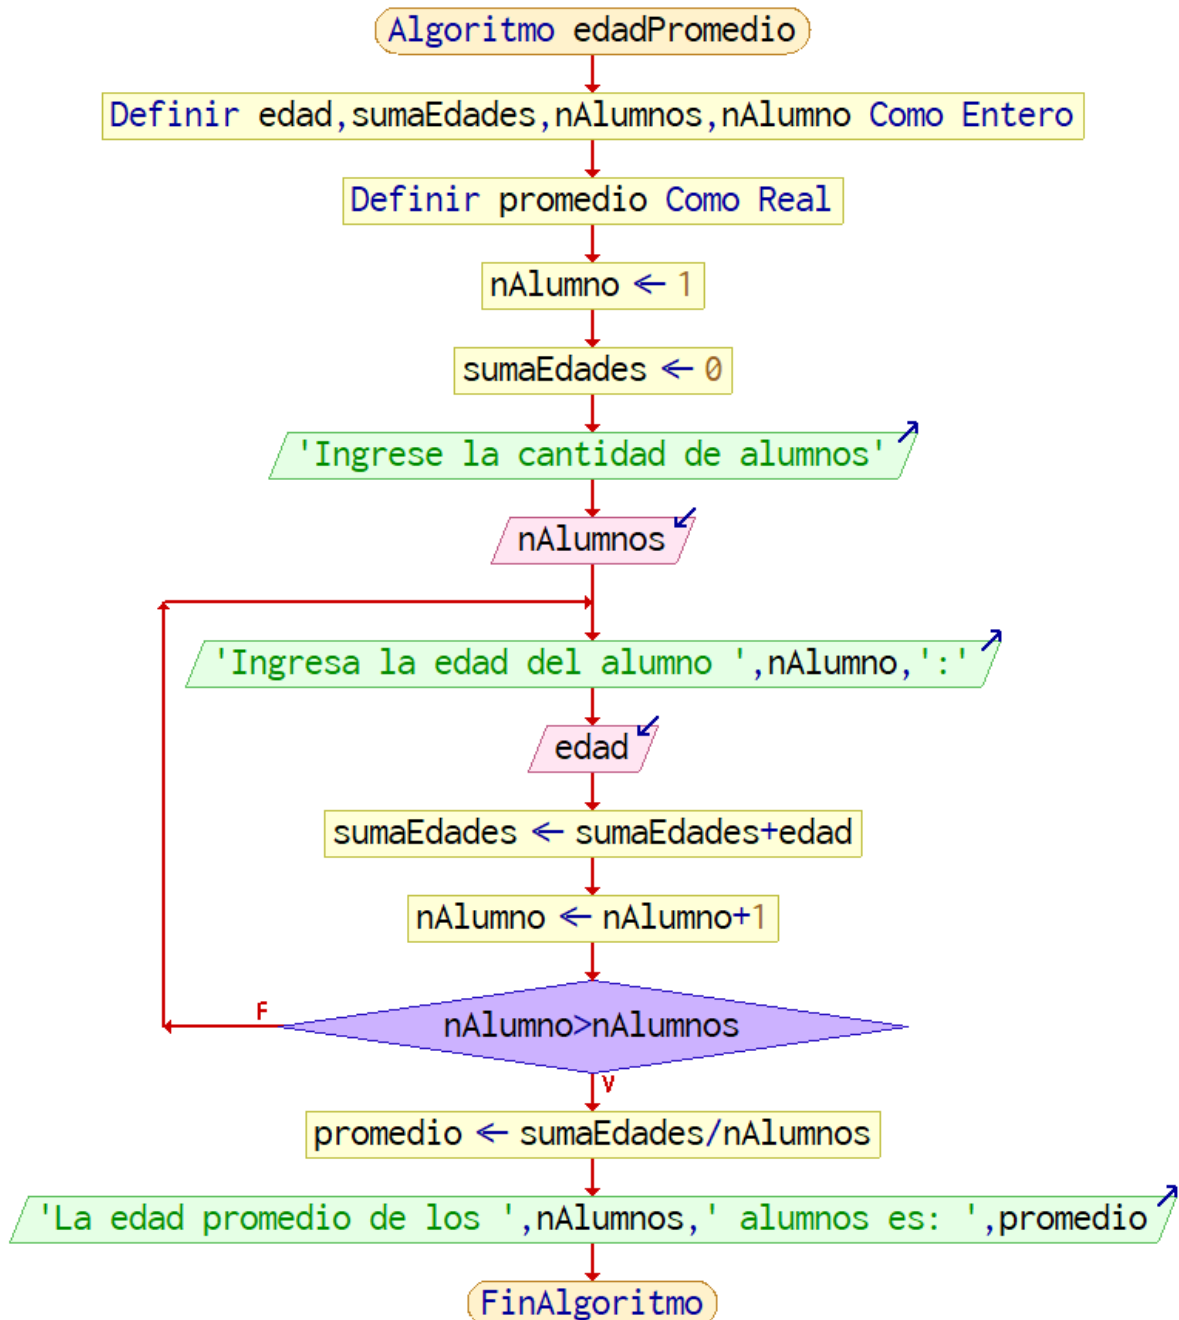 Algoritmo edadPromedio
Definir edad,sumaEdades,nAlumnos,nAlumno Como Entero
Definir promedio Como Real
nAlumno ← 1
sumaEdades ← 0
'Ingrese la cantidad de alumnos'
nAlumnos
'Ingresa la edad del alumno ',nAlumno,':'
edad
sumaEdades ← sumaEdades+edad
nAlumno ← nAlumno+1
F
nAlumno>nAlumnos
V
promedio ← sumaEdades/nAlumnos
'La edad promedio de los ',nAlumnos,' alumnos es: ',promedio
FinAlgoritmo